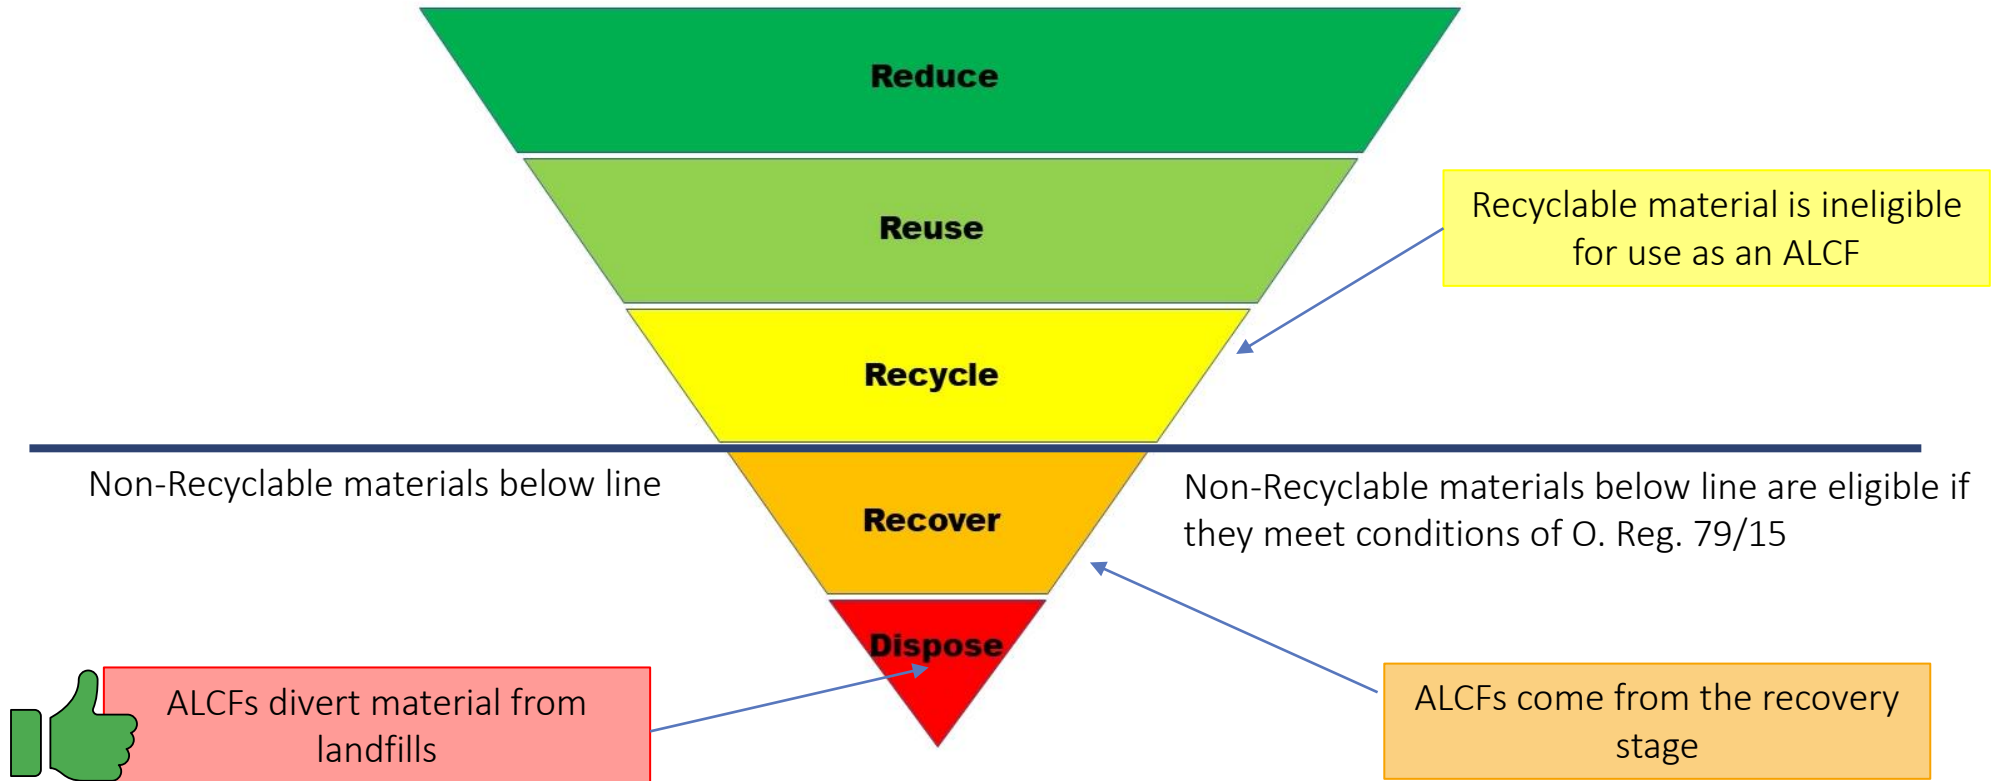 Reduce
Reuse
Recyclable material is ineligible
for use as an ALCF
Recycle
Non-Recyclable materials below line
Non-Recyclable materials below line are eligible if
they meet conditions of O. Reg. 79/15
Recover
Dispose
ALCFs divert material from
landfills
ALCFs come from the recovery
stage